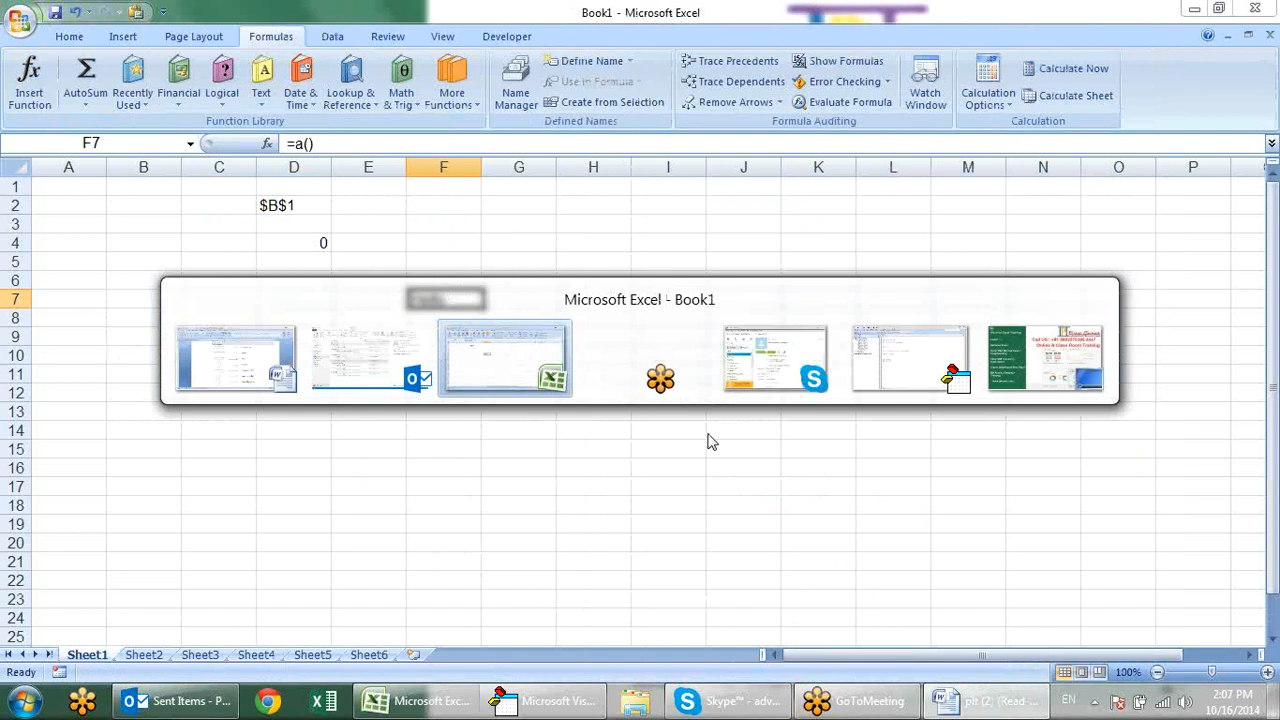 Book1 - Microsoft Excel
Home Insert Page Layout Formulas Data Review View Developer
Insert Function
AutoSum
Recently Used
Financial
Logical
Text
Date & Time
Lookup & Reference
Math & Trig
More Functions
Function Library
Name Manager
Define Name
Use in Formula
Create from Selection
Defined Names
Trace Precedents
Trace Dependents
Remove Arrows
Show Formulas
Error Checking
Evaluate Formula
Formula Auditing
Watch Window
Calculation Options
Calculate Now
Calculate Sheet
Calculation
F7 fx =a()
A B C D E F G H I J K L M N O P
1
2 $B$1
3
4 0
5
6
7
8
9
10
11
12
13
14
15
16
17
18
19
20
21
22
23
24
25
Microsoft Excel - Book1
Sheet1 Sheet2 Sheet3 Sheet4 Sheet5 Sheet6
Ready 100%
Sent Items - P...
Microsoft Exc...
Microsoft Vis...
Skype™ - adv...
GoToMeeting
plt (2) (Read ...
EN
2:07 PM
10/16/2014